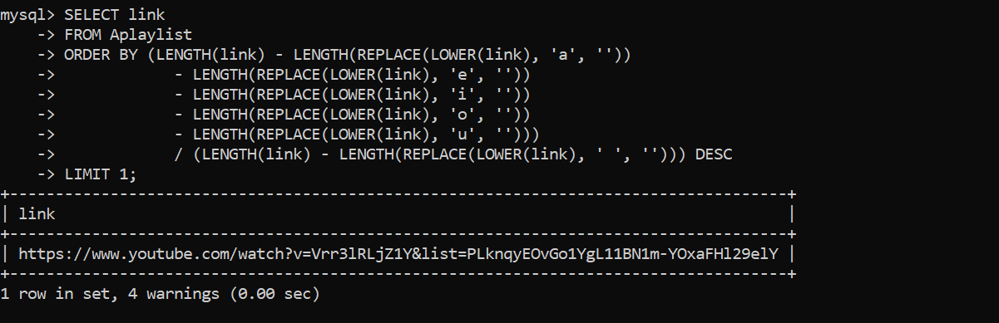 mysql> SELECT link
    -> FROM Aplaylist
    -> ORDER BY (LENGTH(link) - LENGTH(REPLACE(LOWER(link), 'a', ''))
    ->             - LENGTH(REPLACE(LOWER(link), 'e', ''))
    ->             - LENGTH(REPLACE(LOWER(link), 'i', ''))
    ->             - LENGTH(REPLACE(LOWER(link), 'o', ''))
    ->             - LENGTH(REPLACE(LOWER(link), 'u', '')))
    ->             / (LENGTH(link) - LENGTH(REPLACE(LOWER(link), ' ', ''))) DESC
    -> LIMIT 1;
+-------------------------------------------------------------------------------------+
| link                                                                                |
+-------------------------------------------------------------------------------------+
| https://www.youtube.com/watch?v=Vrr3lRLjZ1Y&list=PLknqyEOvGo1YgL11BN1m-YOxaFHl29elY |
+-------------------------------------------------------------------------------------+
1 row in set, 4 warnings (0.00 sec)